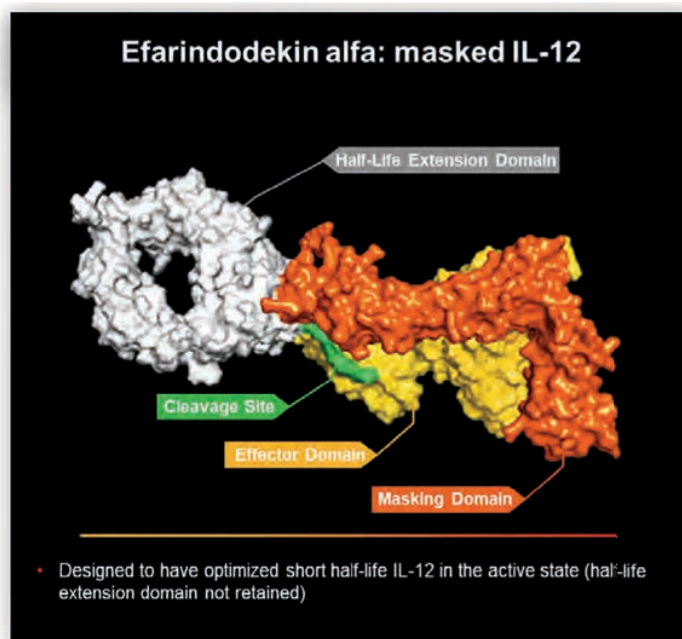 Efarindodekin alfa: masked IL-12
Half-Life Extension Domain
Cleavage Site
Effector Domain
Masking Domain
• Designed to have optimized short half-life IL-12 in the active state (half-life
extension domain not retained)